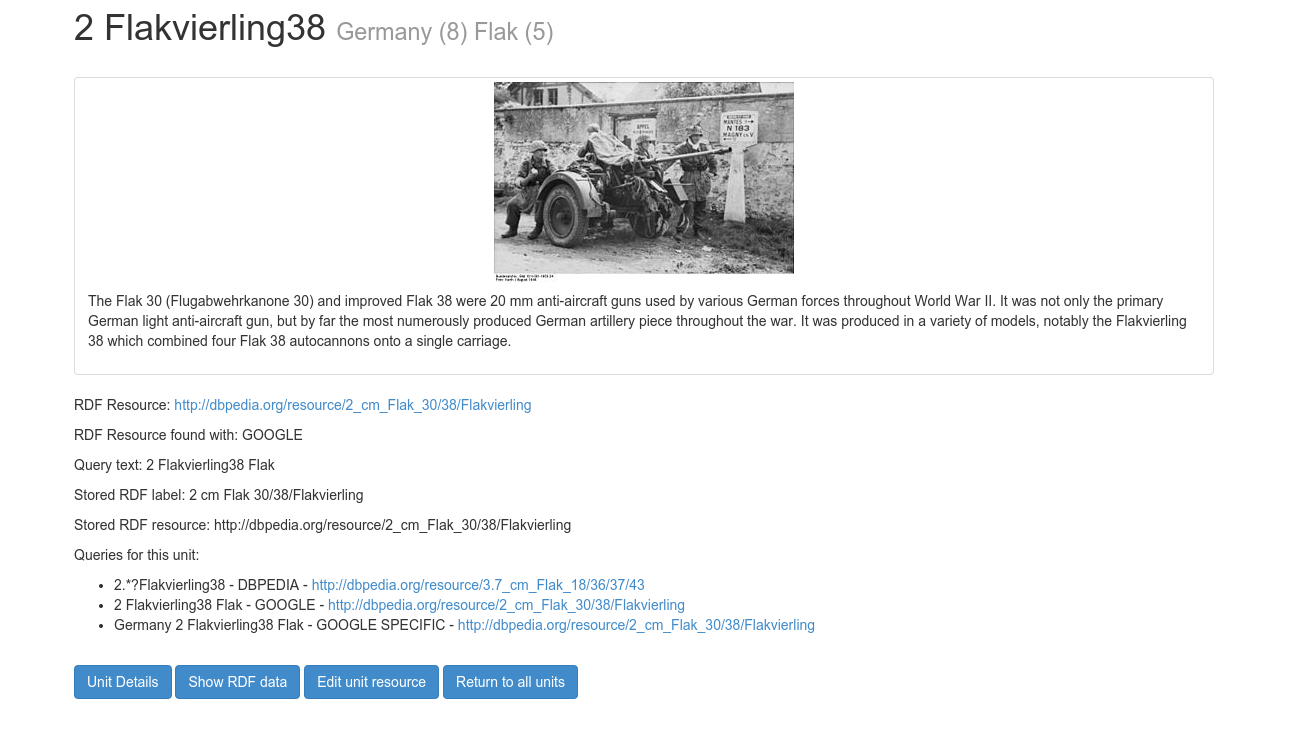 2 Flakvierling38 Germany (8) Flak (5)
APPEL
MANTES
N 183
MAGNY EN V.
The Flak 30 (Flugabwehrkanone 30) and improved Flak 38 were 20 mm anti-aircraft guns used by various German forces throughout World War II. It was not only the primary
German light anti-aircraft gun, but by far the most numerously produced German artillery piece throughout the war. It was produced in a variety of models, notably the Flakvierling
38 which combined four Flak 38 autocannons onto a single carriage.
RDF Resource: http://dbpedia.org/resource/2_cm_Flak_30/38/Flakvierling
RDF Resource found with: GOOGLE
Query text: 2 Flakvierling38 Flak
Stored RDF label: 2 cm Flak 30/38/Flakvierling
Stored RDF resource: http://dbpedia.org/resource/2_cm_Flak_30/38/Flakvierling
Queries for this unit:
• 2.*?Flakvierling38 - DBPEDIA - http://dbpedia.org/resource/3.7_cm_Flak_18/36/37/43
• 2 Flakvierling38 Flak - GOOGLE - http://dbpedia.org/resource/2_cm_Flak_30/38/Flakvierling
• Germany 2 Flakvierling38 Flak - GOOGLE SPECIFIC - http://dbpedia.org/resource/2_cm_Flak_30/38/Flakvierling
Unit Details Show RDF data Edit unit resource Return to all units